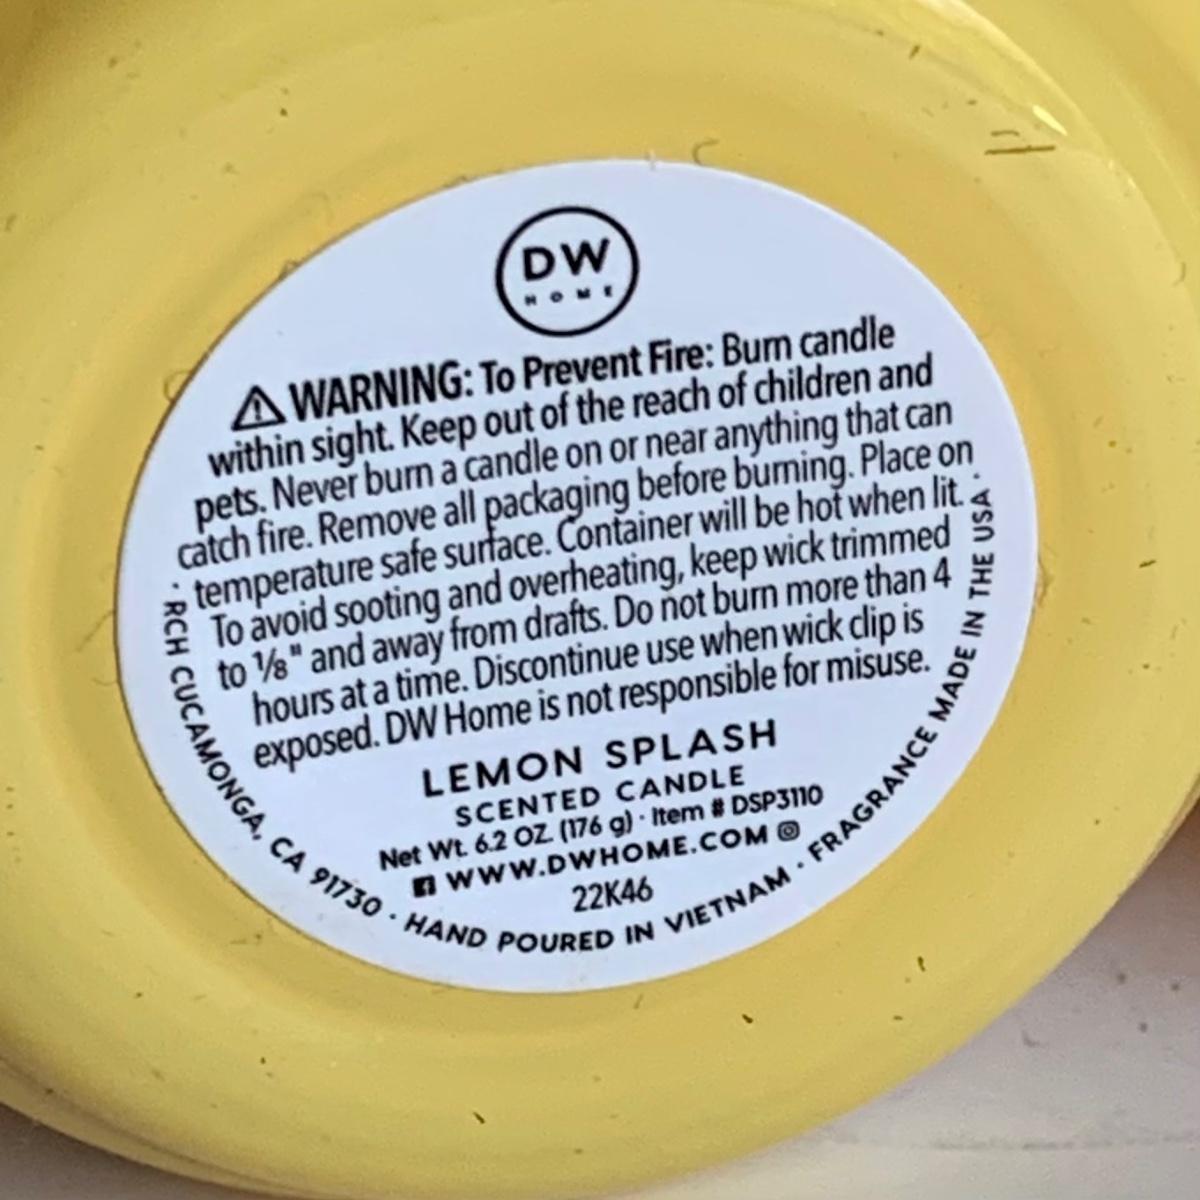 DW
HOME
⚠ WARNING: To Prevent Fire: Burn candle
within sight. Keep out of the reach of children and
pets. Never burn a candle on or near anything that can
catch fire. Remove all packaging before burning. Place on
temperature safe surface. Container will be hot when lit.
To avoid sooting and overheating, keep wick trimmed
to ⅛" and away from drafts. Do not burn more than 4
hours at a time. Discontinue use when wick clip is
exposed. DW Home is not responsible for misuse.
LEMON SPLASH
SCENTED CANDLE
Net Wt. 6.2 OZ. (176 g) · Item # DSP3110
WWW.DWHOME.COM
22K46
· RCH CUCAMONGA, CA 91730 · HAND POURED IN VIETNAM · FRAGRANCE MADE IN THE USA ·